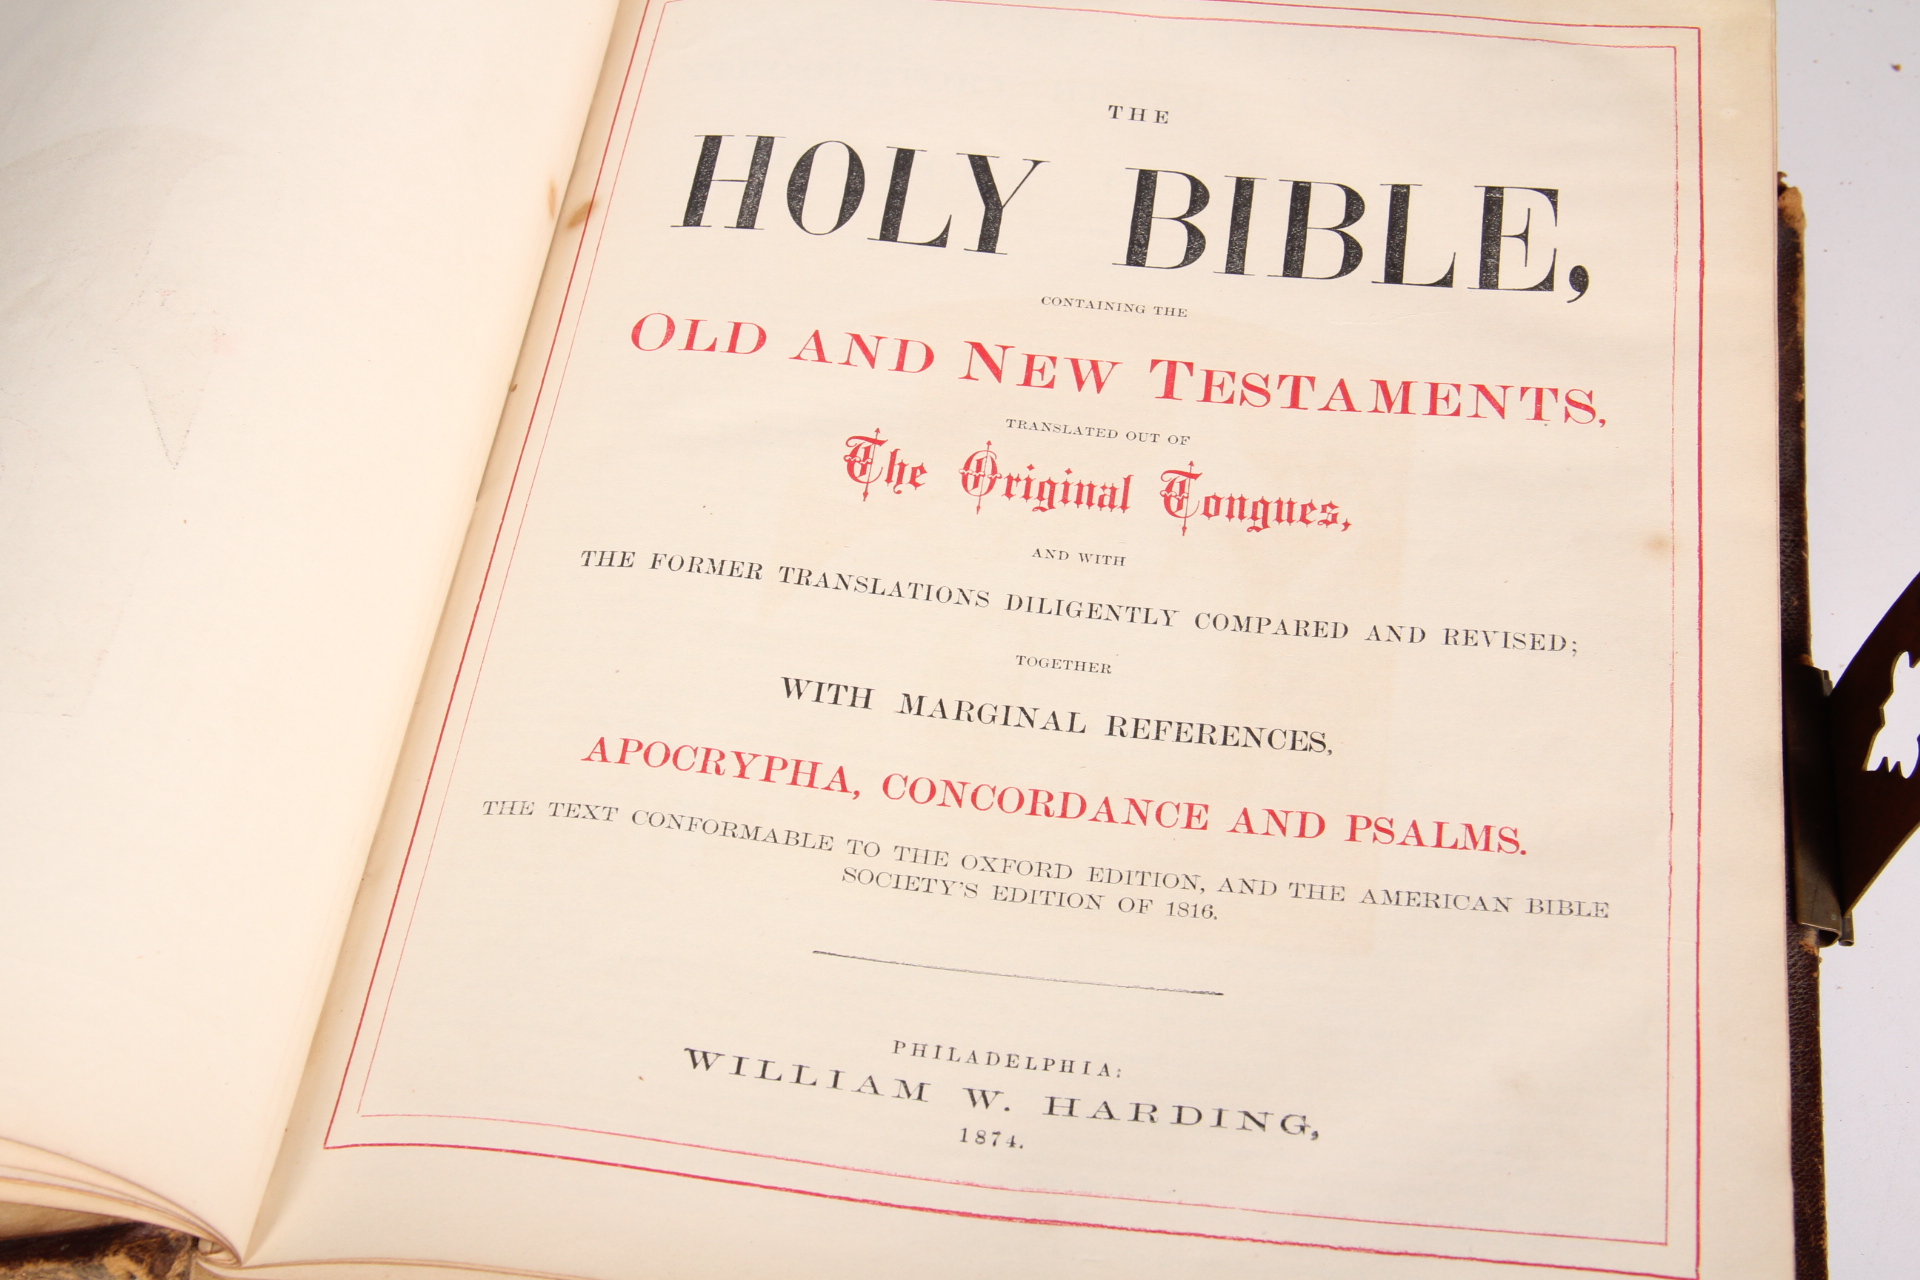 THE
HOLY BIBLE,
CONTAINING THE
OLD AND NEW TESTAMENTS,
TRANSLATED OUT OF
The Original Tongues,
AND WITH
THE FORMER TRANSLATIONS DILIGENTLY COMPARED AND REVISED;
TOGETHER
WITH MARGINAL REFERENCES,
APOCRYPHA, CONCORDANCE AND PSALMS.
THE TEXT CONFORMABLE TO THE OXFORD EDITION, AND THE AMERICAN BIBLE
SOCIETY'S EDITION OF 1816.
PHILADELPHIA:
WILLIAM W. HARDING,
1874.